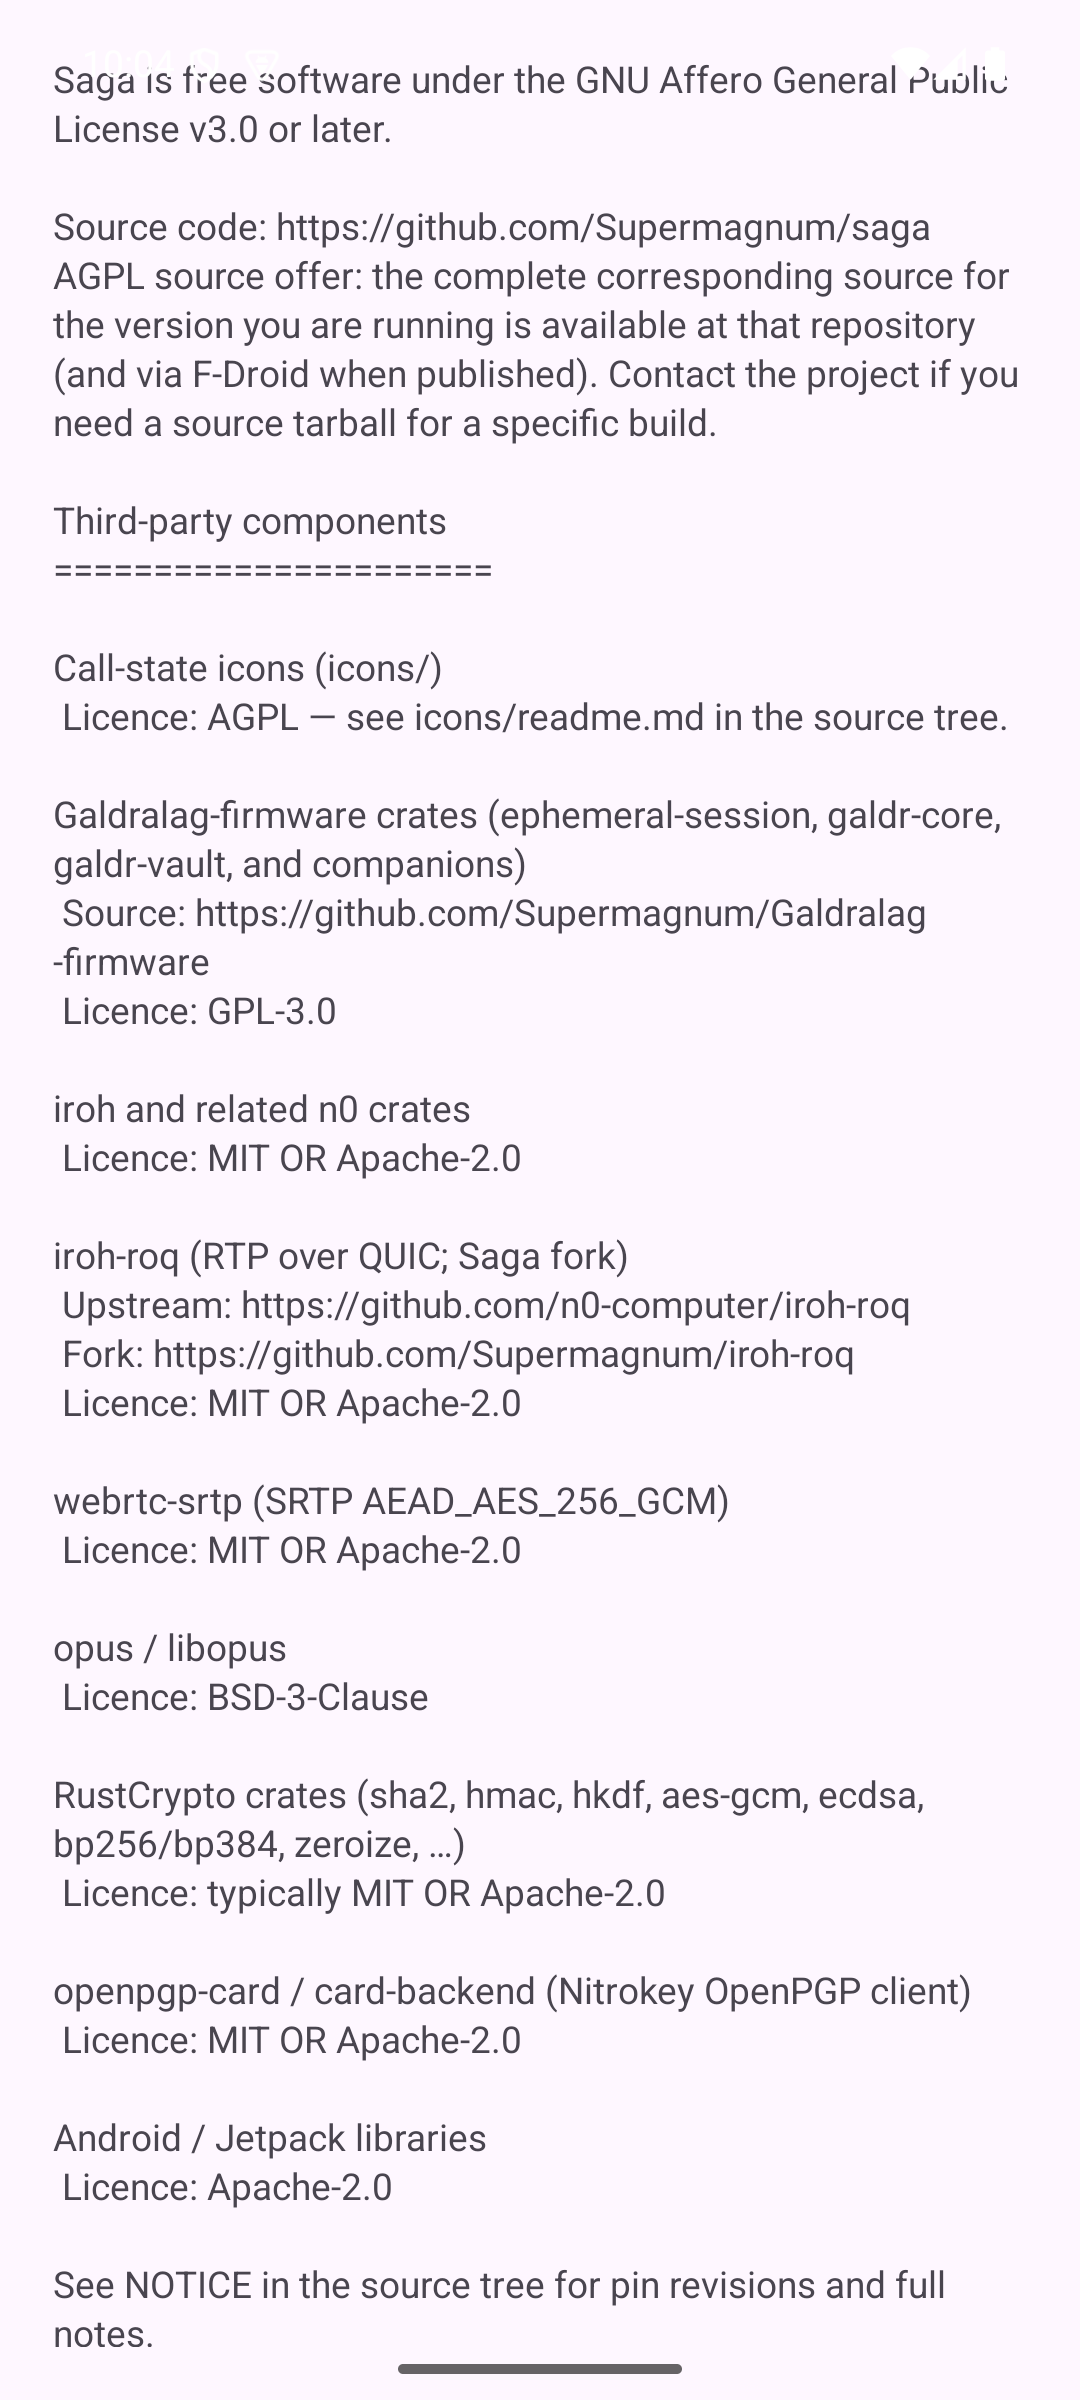 10:04
Saga is free software under the GNU Affero General Public
License v3.0 or later.
Source code: https://github.com/Supermagnum/saga
AGPL source offer: the complete corresponding source for
the version you are running is available at that repository
(and via F-Droid when published). Contact the project if you
need a source tarball for a specific build.
Third-party components
======================
Call-state icons (icons/)
Licence: AGPL — see icons/readme.md in the source tree.
Galdralag-firmware crates (ephemeral-session, galdr-core,
galdr-vault, and companions)
Source: https://github.com/Supermagnum/Galdralag
-firmware
Licence: GPL-3.0
iroh and related n0 crates
Licence: MIT OR Apache-2.0
iroh-roq (RTP over QUIC; Saga fork)
Upstream: https://github.com/n0-computer/iroh-roq
Fork: https://github.com/Supermagnum/iroh-roq
Licence: MIT OR Apache-2.0
webrtc-srtp (SRTP AEAD_AES_256_GCM)
Licence: MIT OR Apache-2.0
opus / libopus
Licence: BSD-3-Clause
RustCrypto crates (sha2, hmac, hkdf, aes-gcm, ecdsa,
bp256/bp384, zeroize, …)
Licence: typically MIT OR Apache-2.0
openpgp-card / card-backend (Nitrokey OpenPGP client)
Licence: MIT OR Apache-2.0
Android / Jetpack libraries
Licence: Apache-2.0
See NOTICE in the source tree for pin revisions and full
notes.